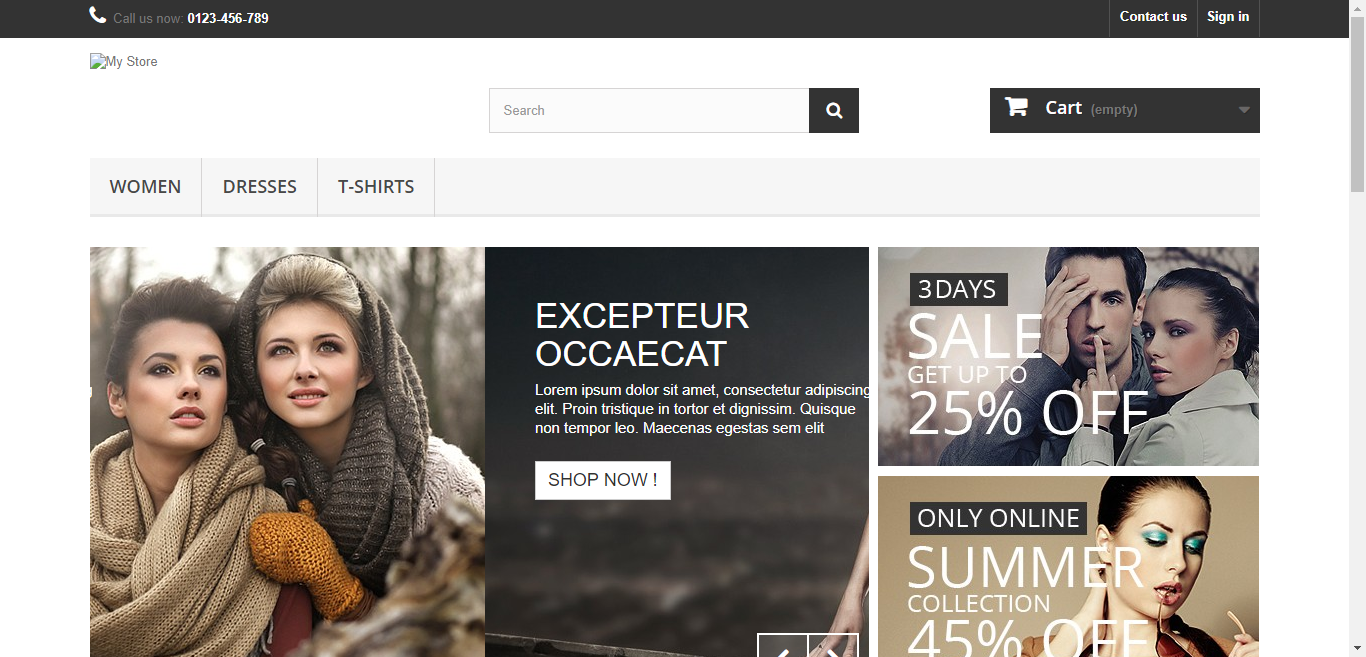 Call us now: 0123-456-789
Contact us
Sign in
My Store
Search
Cart (empty)
WOMEN
DRESSES
T-SHIRTS
EXCEPTEUR
OCCAECAT
Lorem ipsum dolor sit amet, consectetur adipiscing
elit. Proin tristique in tortor et dignissim. Quisque
non tempor leo. Maecenas egestas sem elit
SHOP NOW !
3 DAYS
SALE
GET UP TO
25% OFF
ONLY ONLINE
SUMMER
COLLECTION
45% OFF